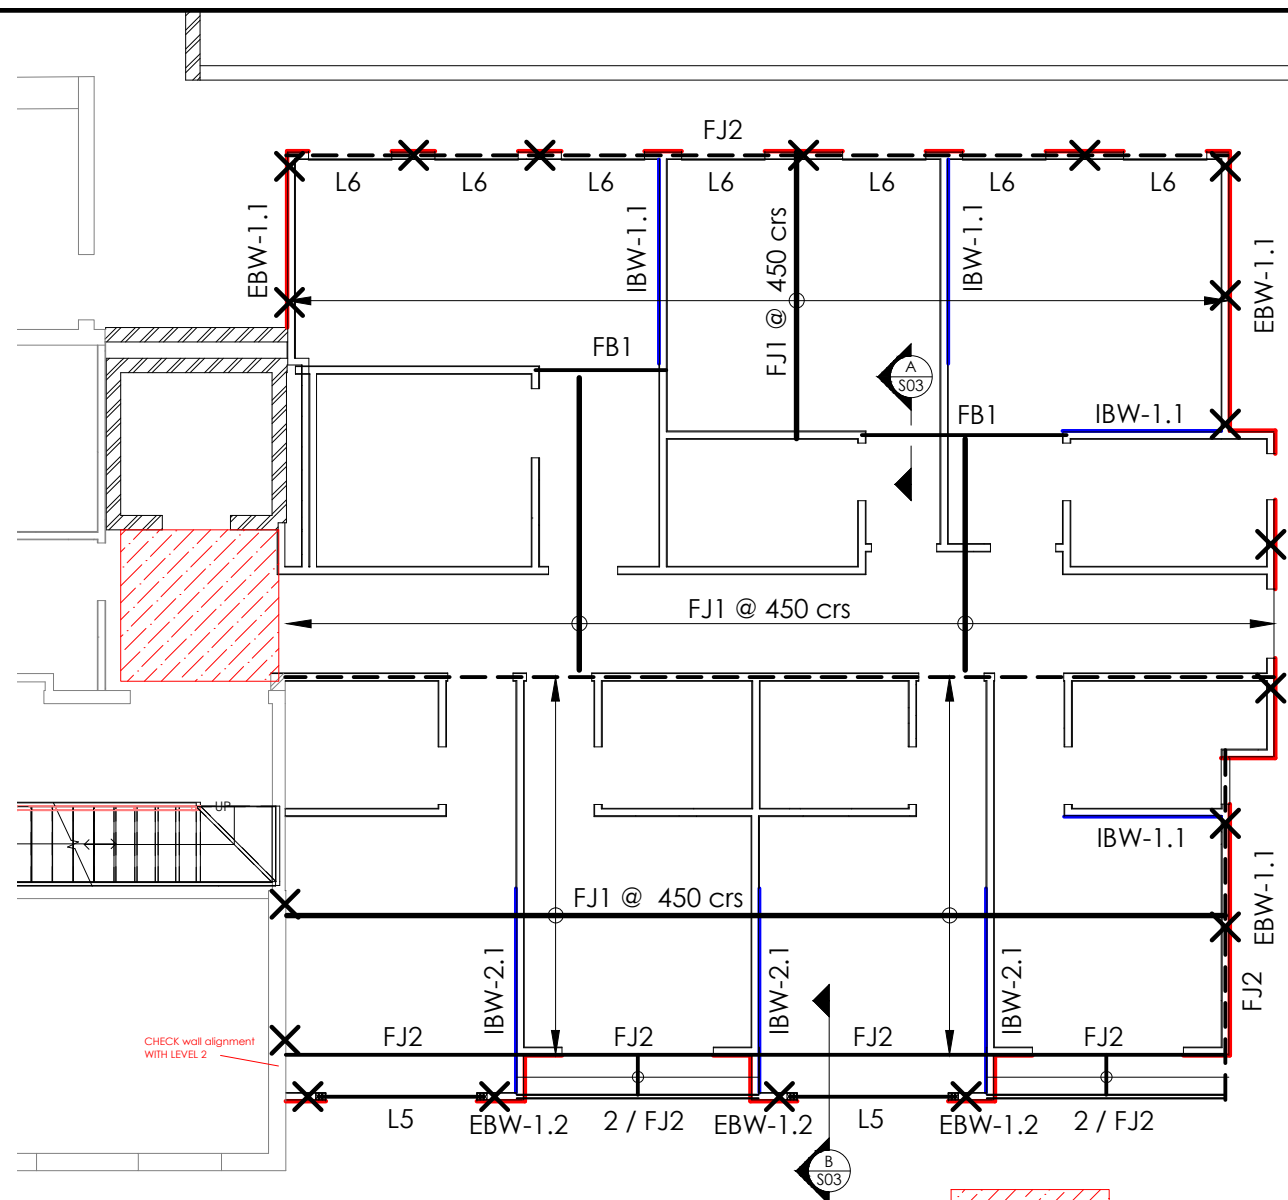 FJ2
L6
L6
L6
L6
L6
L6
L6
EBW-1.1
IBW-1.1
FJ1 @ 450 crs
IBW-1.1
EBW-1.1
FB1
A
S03
FB1
IBW-1.1
FJ1 @ 450 crs
UP
IBW-1.1
FJ1 @ 450 crs
EBW-1.1
IBW-2.1
IBW-2.1
IBW-2.1
FJ2
CHECK wall alignment
WITH LEVEL 2
FJ2
FJ2
FJ2
FJ2
L5
EBW-1.2
2 / FJ2
EBW-1.2
L5
EBW-1.2
2 / FJ2
B
S03